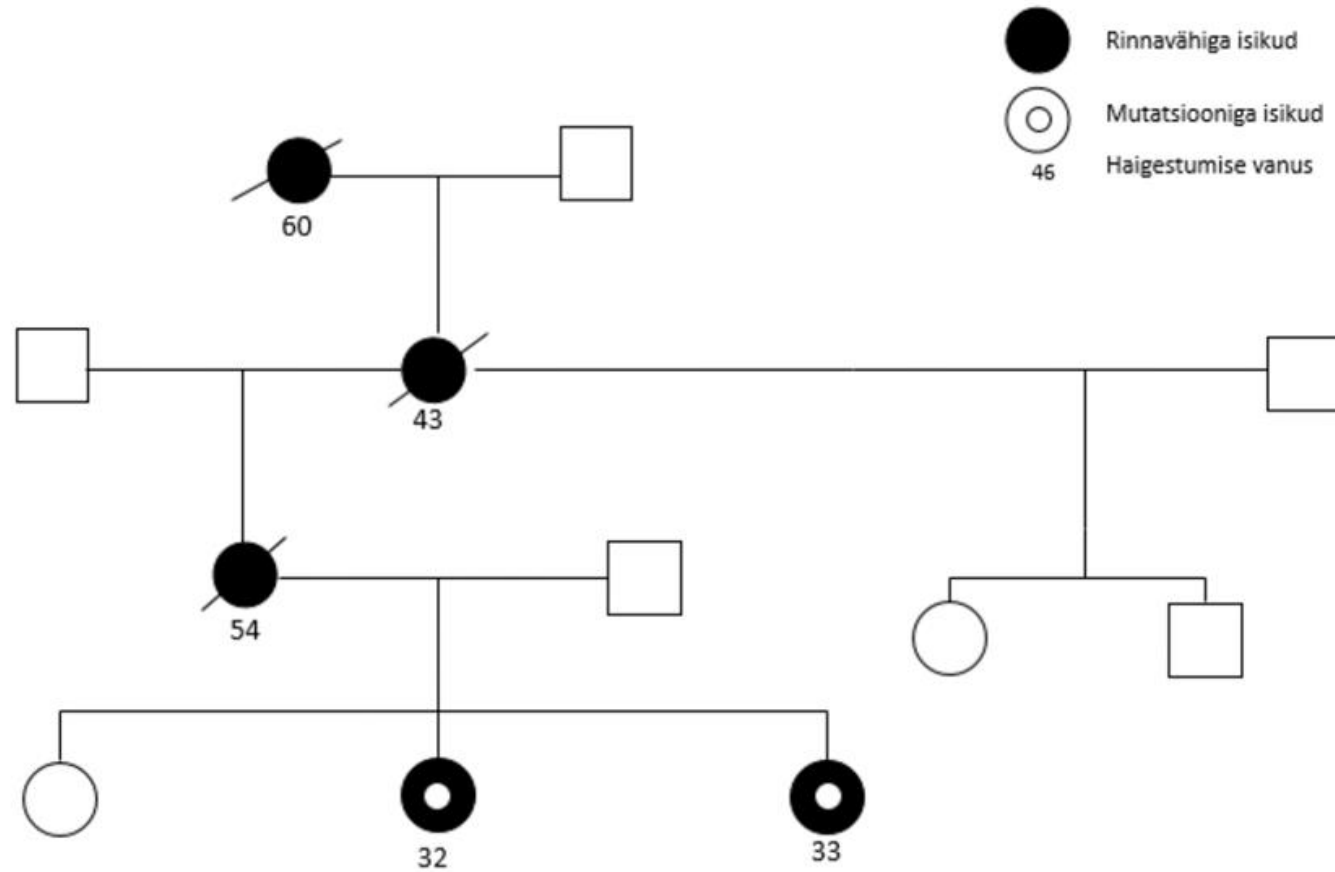 Rinnavähiga isikud
Mutatsiooniga isikud
46 Haigestumise vanus
60
43
54
32
33